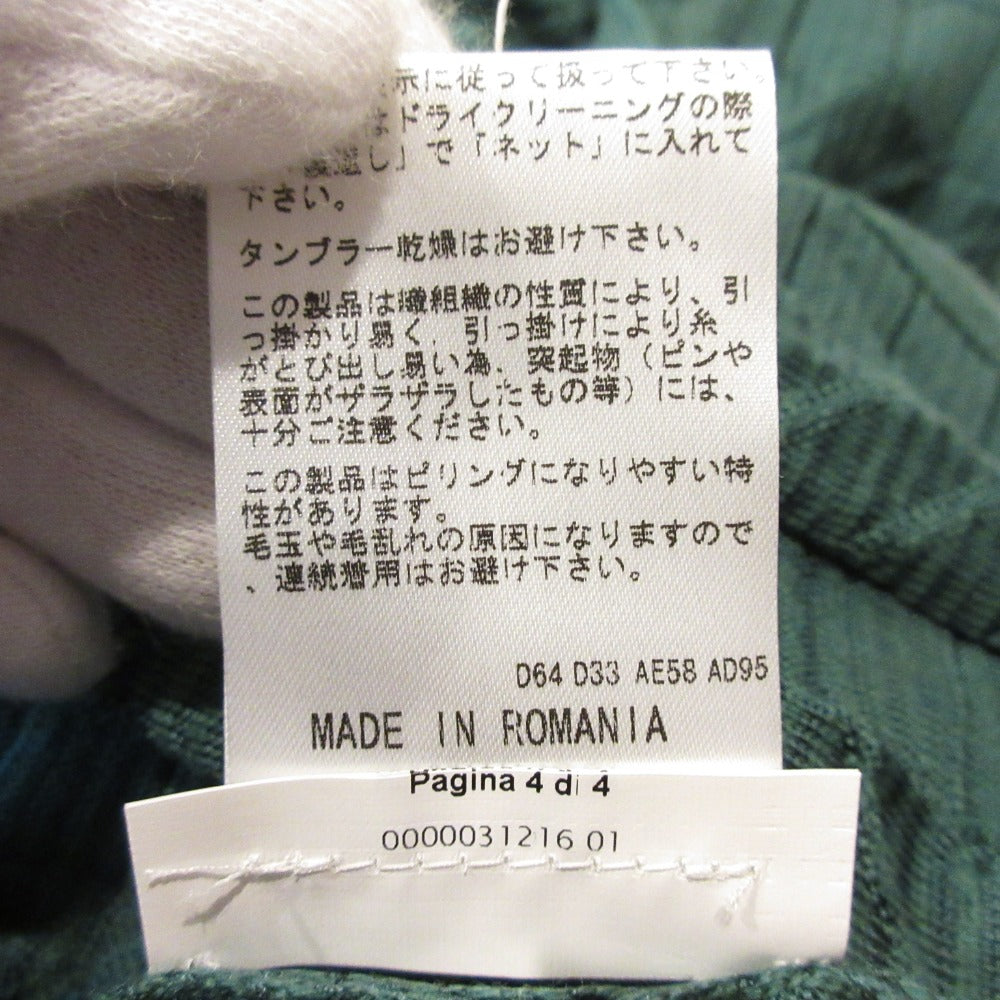 示に従って扱って下さい。
はドライクリーニングの際
「裏返し」で「ネット」に入れて
下さい。
タンブラー乾燥はお避け下さい。
この製品は繊組織の性質により、引
っ掛かり易く、引っ掛けにより糸
がとび出し易い為、突起物（ピンや
表面がザラザラしたもの等）には、
十分ご注意ください。
この製品はピリングになりやすい特
性があります。
毛玉や毛乱れの原因になりますので
、連続着用はお避け下さい。
D64 D33 AE58 AD95
MADE IN ROMANIA
Pagina 4 di 4
0000031216 01